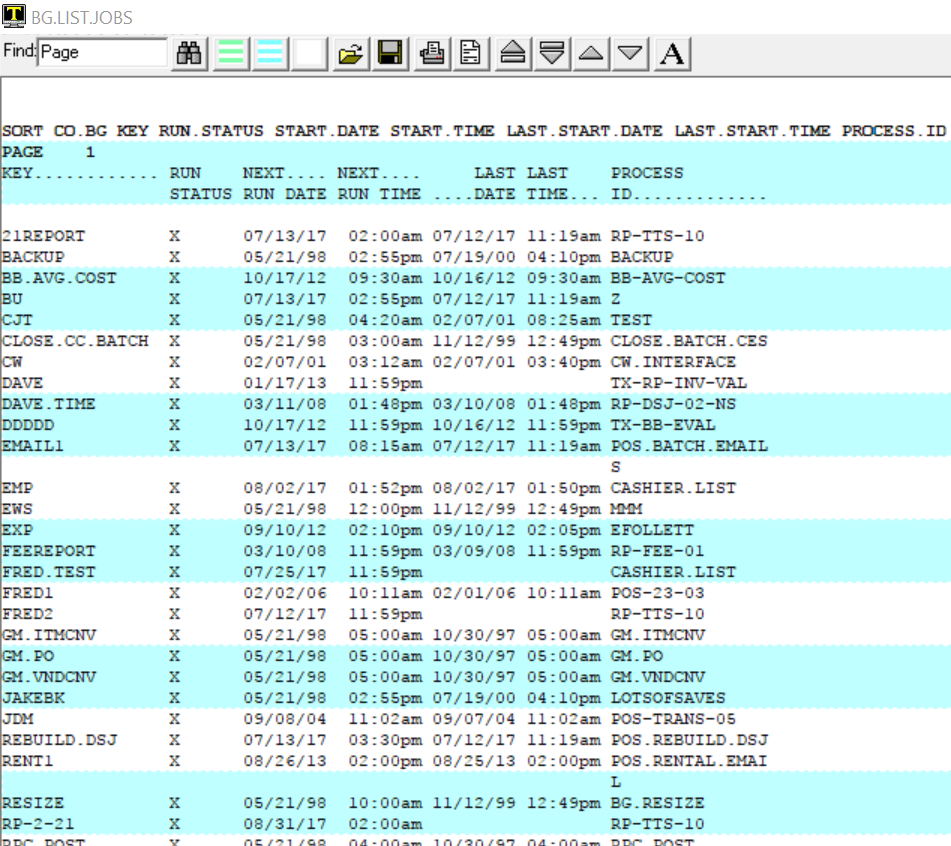 BG.LIST.JOBS
Find: Page
A
SORT CO.BG KEY RUN.STATUS START.DATE START.TIME LAST.START.DATE LAST.START.TIME PROCESS.ID
PAGE    1
KEY............ RUN    NEXT.... NEXT....     LAST LAST    PROCESS
                STATUS RUN DATE RUN TIME ....DATE TIME... ID.............
21REPORT        X      07/13/17  02:00am 07/12/17 11:19am RP-TTS-10
BACKUP          X      05/21/98  02:55pm 07/19/00 04:10pm BACKUP
BB.AVG.COST     X      10/17/12  09:30am 10/16/12 09:30am BB-AVG-COST
BU              X      07/13/17  02:55pm 07/12/17 11:19am Z
CJT             X      05/21/98  04:20am 02/07/01 08:25am TEST
CLOSE.CC.BATCH  X      05/21/98  03:00am 11/12/99 12:49pm CLOSE.BATCH.CES
CW              X      02/07/01  03:12am 02/07/01 03:40pm CW.INTERFACE
DAVE            X      01/17/13  11:59pm                  TX-RP-INV-VAL
DAVE.TIME       X      03/11/08  01:48pm 03/10/08 01:48pm RP-DSJ-02-NS
DDDDD           X      10/17/12  11:59pm 10/16/12 11:59pm TX-BB-EVAL
EMAIL1          X      07/13/17  08:15am 07/12/17 11:19am POS.BATCH.EMAIL
                                                          S
EMP             X      08/02/17  01:52pm 08/02/17 01:50pm CASHIER.LIST
EWS             X      05/21/98  12:00pm 11/12/99 12:49pm MMM
EXP             X      09/10/12  02:10pm 09/10/12 02:05pm EFOLLETT
FEEREPORT       X      03/10/08  11:59pm 03/09/08 11:59pm RP-FEE-01
FRED.TEST       X      07/25/17  11:59pm                  CASHIER.LIST
FRED1           X      02/02/06  10:11am 02/01/06 10:11am POS-23-03
FRED2           X      07/12/17  11:59pm                  RP-TTS-10
GM.ITMCNV       X      05/21/98  05:00am 10/30/97 05:00am GM.ITMCNV
GM.PO           X      05/21/98  05:00am 10/30/97 05:00am GM.PO
GM.VNDCNV       X      05/21/98  05:00am 10/30/97 05:00am GM.VNDCNV
JAKEBK          X      05/21/98  02:55pm 07/19/00 04:10pm LOTSOFSAVES
JDM             X      09/08/04  11:02am 09/07/04 11:02am POS-TRANS-05
REBUILD.DSJ     X      07/13/17  03:30pm 07/12/17 11:19am POS.REBUILD.DSJ
RENT1           X      08/26/13  02:00pm 08/25/13 02:00pm POS.RENTAL.EMAI
                                                          L
RESIZE          X      05/21/98  10:00am 11/12/99 12:49pm BG.RESIZE
RP-2-21         X      08/31/17  02:00am                  RP-TTS-10
RPC.POST        X      05/21/98  04:00am 10/30/97 04:00am RPC.POST